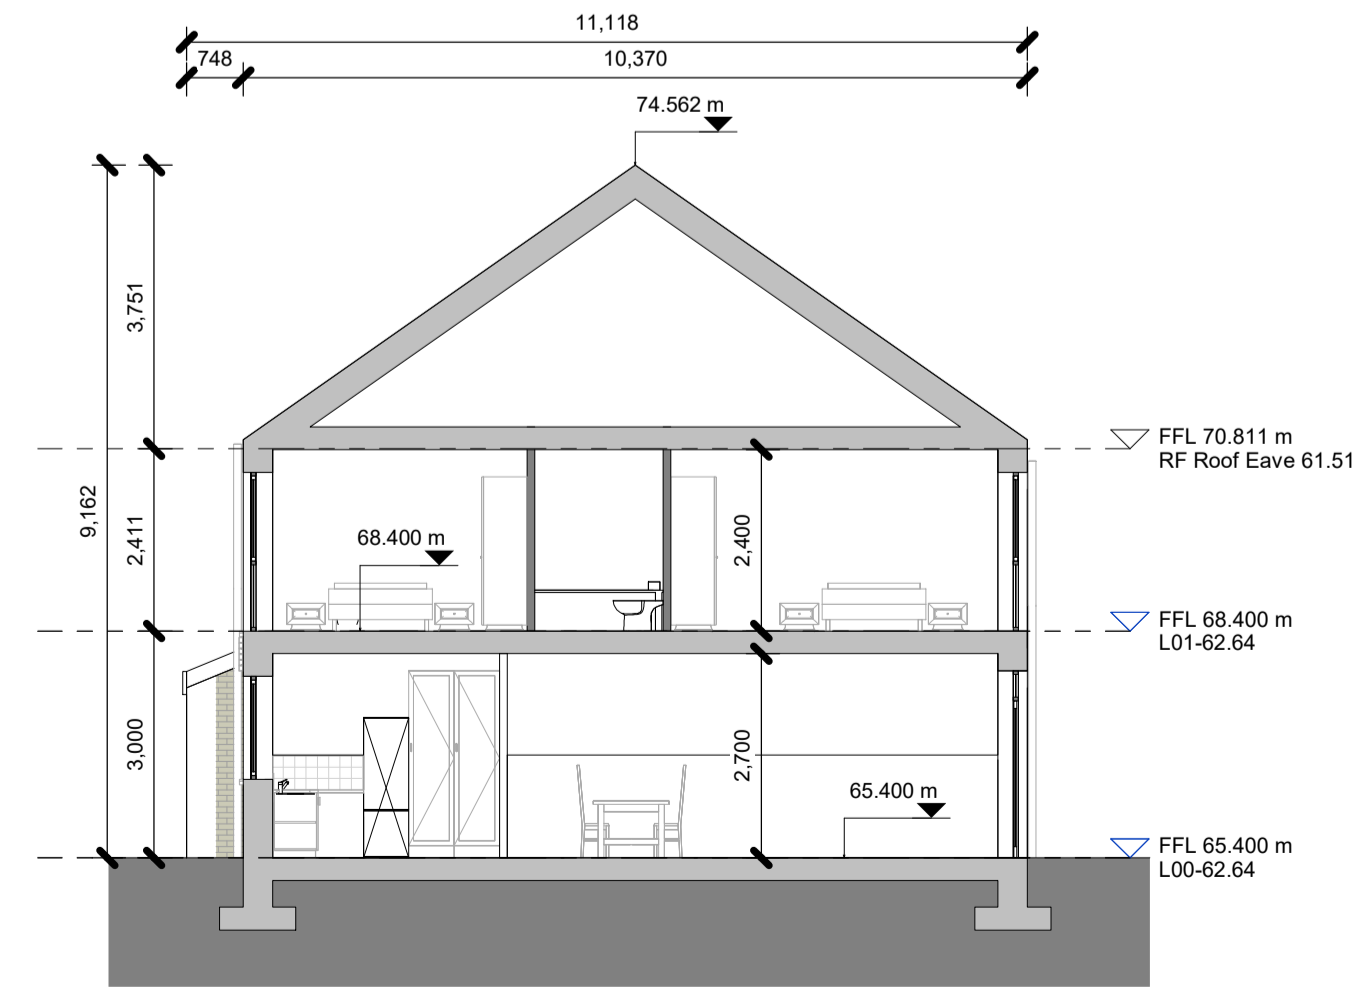 11,118
748
10,370
74.562 m
3,751
FFL 70.811 m
RF Roof Eave 61.51
9,162
2,411
68.400 m
2,400
FFL 68.400 m
L01-62.64
3,000
2,700
65.400 m
FFL 65.400 m
L00-62.64